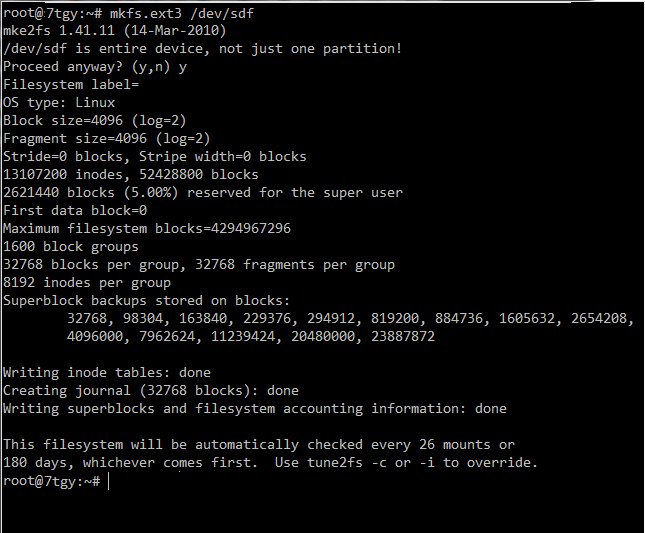 root@7tgy:~# mkfs.ext3 /dev/sdf
mke2fs 1.41.11 (14-Mar-2010)
/dev/sdf is entire device, not just one partition!
Proceed anyway? (y,n) y
Filesystem label=
OS type: Linux
Block size=4096 (log=2)
Fragment size=4096 (log=2)
Stride=0 blocks, Stripe width=0 blocks
13107200 inodes, 52428800 blocks
2621440 blocks (5.00%) reserved for the super user
First data block=0
Maximum filesystem blocks=4294967296
1600 block groups
32768 blocks per group, 32768 fragments per group
8192 inodes per group
Superblock backups stored on blocks:
        32768, 98304, 163840, 229376, 294912, 819200, 884736, 1605632, 2654208,
        4096000, 7962624, 11239424, 20480000, 23887872

Writing inode tables: done
Creating journal (32768 blocks): done
Writing superblocks and filesystem accounting information: done

This filesystem will be automatically checked every 26 mounts or
180 days, whichever comes first.  Use tune2fs -c or -i to override.
root@7tgy:~#